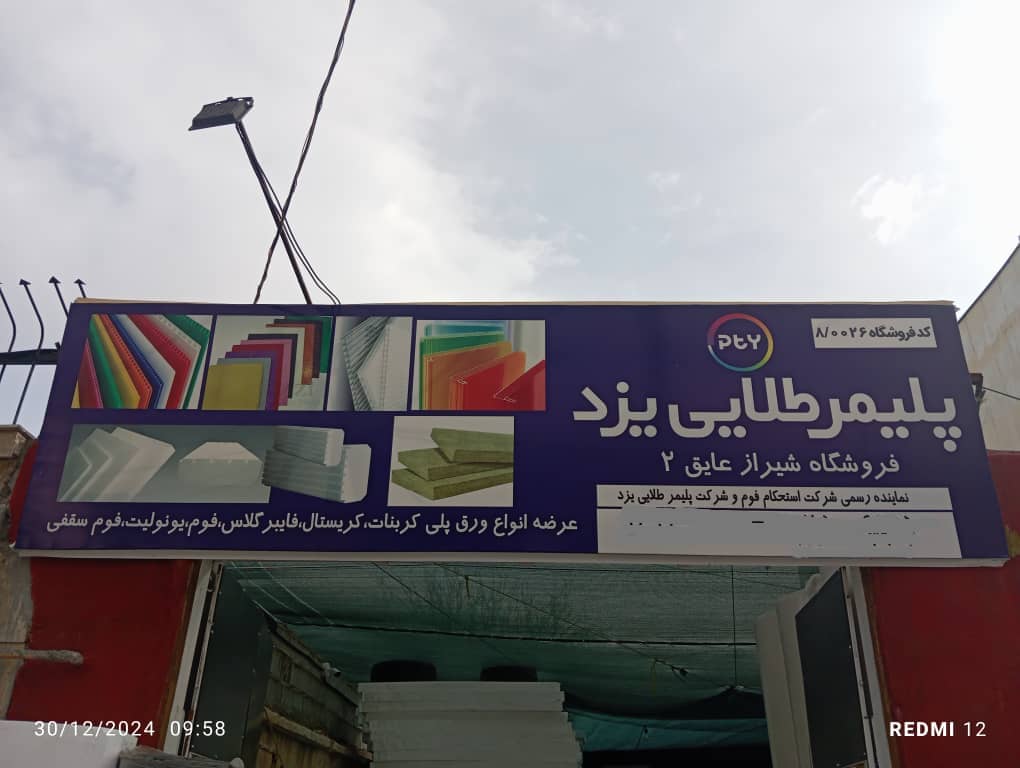 PtY
کد فروشگاه ۸/۰۰۲۶
پلیمر طلایی یزد
فروشگاه شیراز عایق ۲
نماینده رسمی شرکت استحکام فوم و شرکت پلیمر طلایی یزد
عرضه انواع ورق پلی کربنات،کریستال،فایبرگلاس،فوم،یونولیت،فوم سقفی
30/12/2024 09:58
REDMI 12